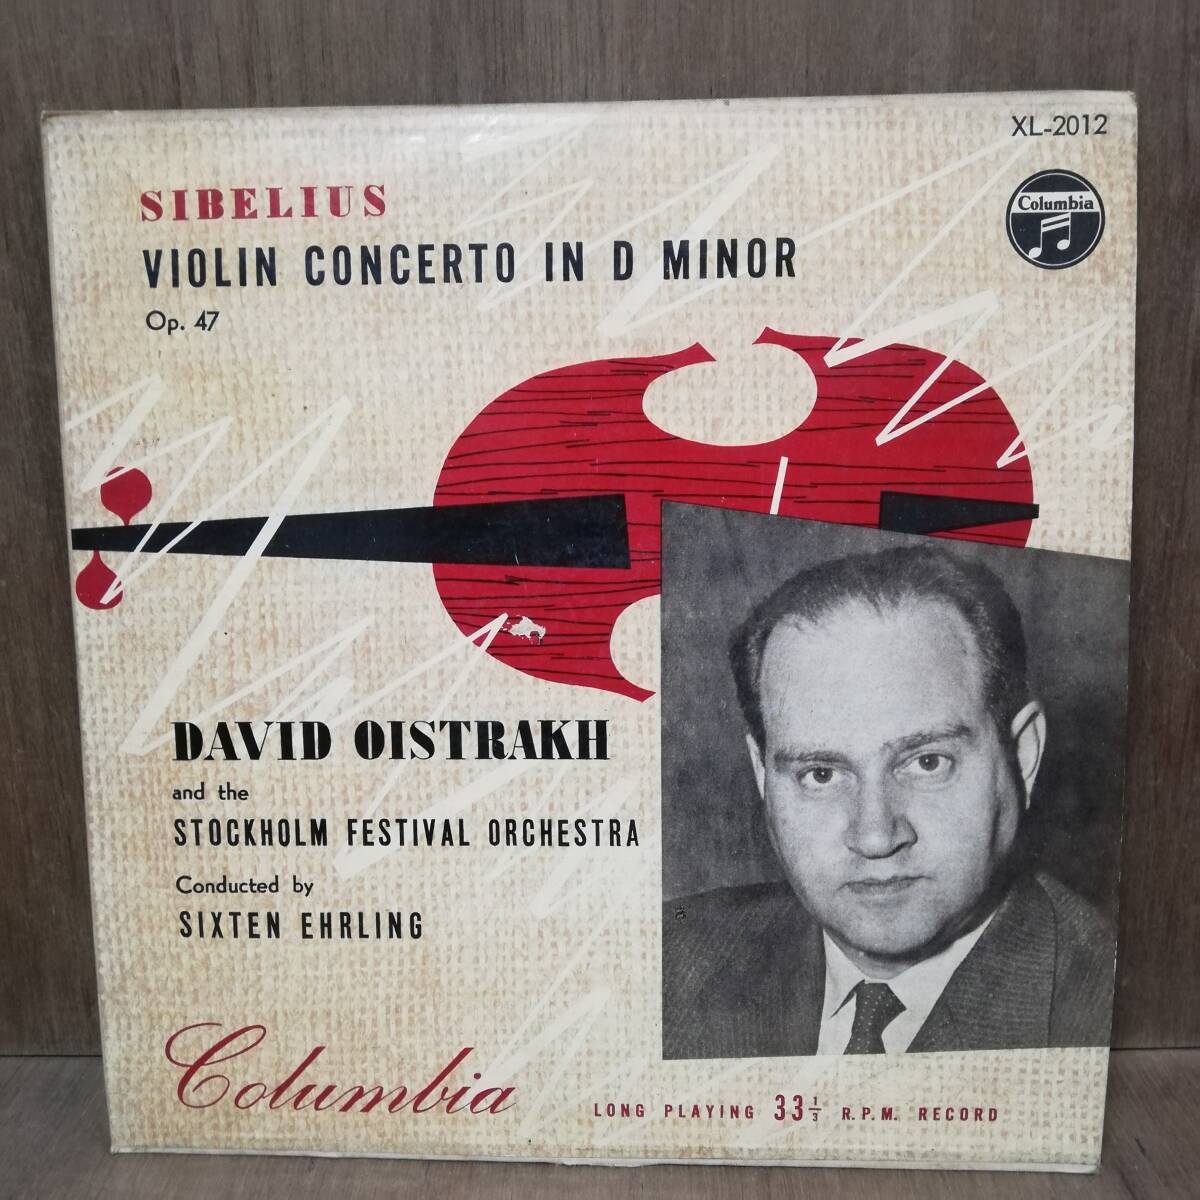 XL-2012
Columbia
SIBELIUS
VIOLIN CONCERTO IN D MINOR
Op. 47
DAVID OISTRAKH
and the
STOCKHOLM FESTIVAL ORCHESTRA
Conducted by
SIXTEN EHRLING
Columbia
LONG PLAYING 33⅓ R.P.M. RECORD